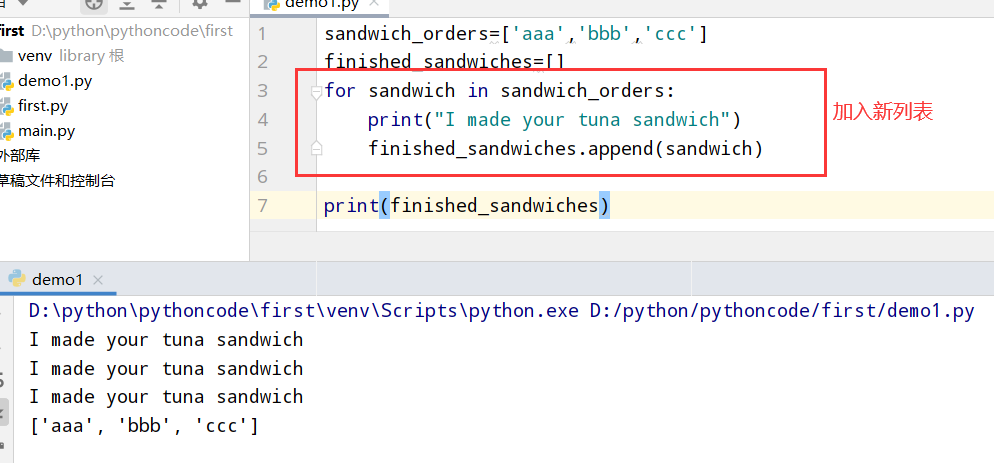 demo1.py
first D:\python\pythoncode\first
venv library 根
demo1.py
first.py
main.py
外部库
草稿文件和控制台
1 sandwich_orders=['aaa','bbb','ccc']
2 finished_sandwiches=[]
3 for sandwich in sandwich_orders:
4 print("I made your tuna sandwich")
5 finished_sandwiches.append(sandwich)
6
7 print(finished_sandwiches)
加入新列表
demo1
D:\python\pythoncode\first\venv\Scripts\python.exe D:/python/pythoncode/first/demo1.py
I made your tuna sandwich
I made your tuna sandwich
I made your tuna sandwich
['aaa', 'bbb', 'ccc']